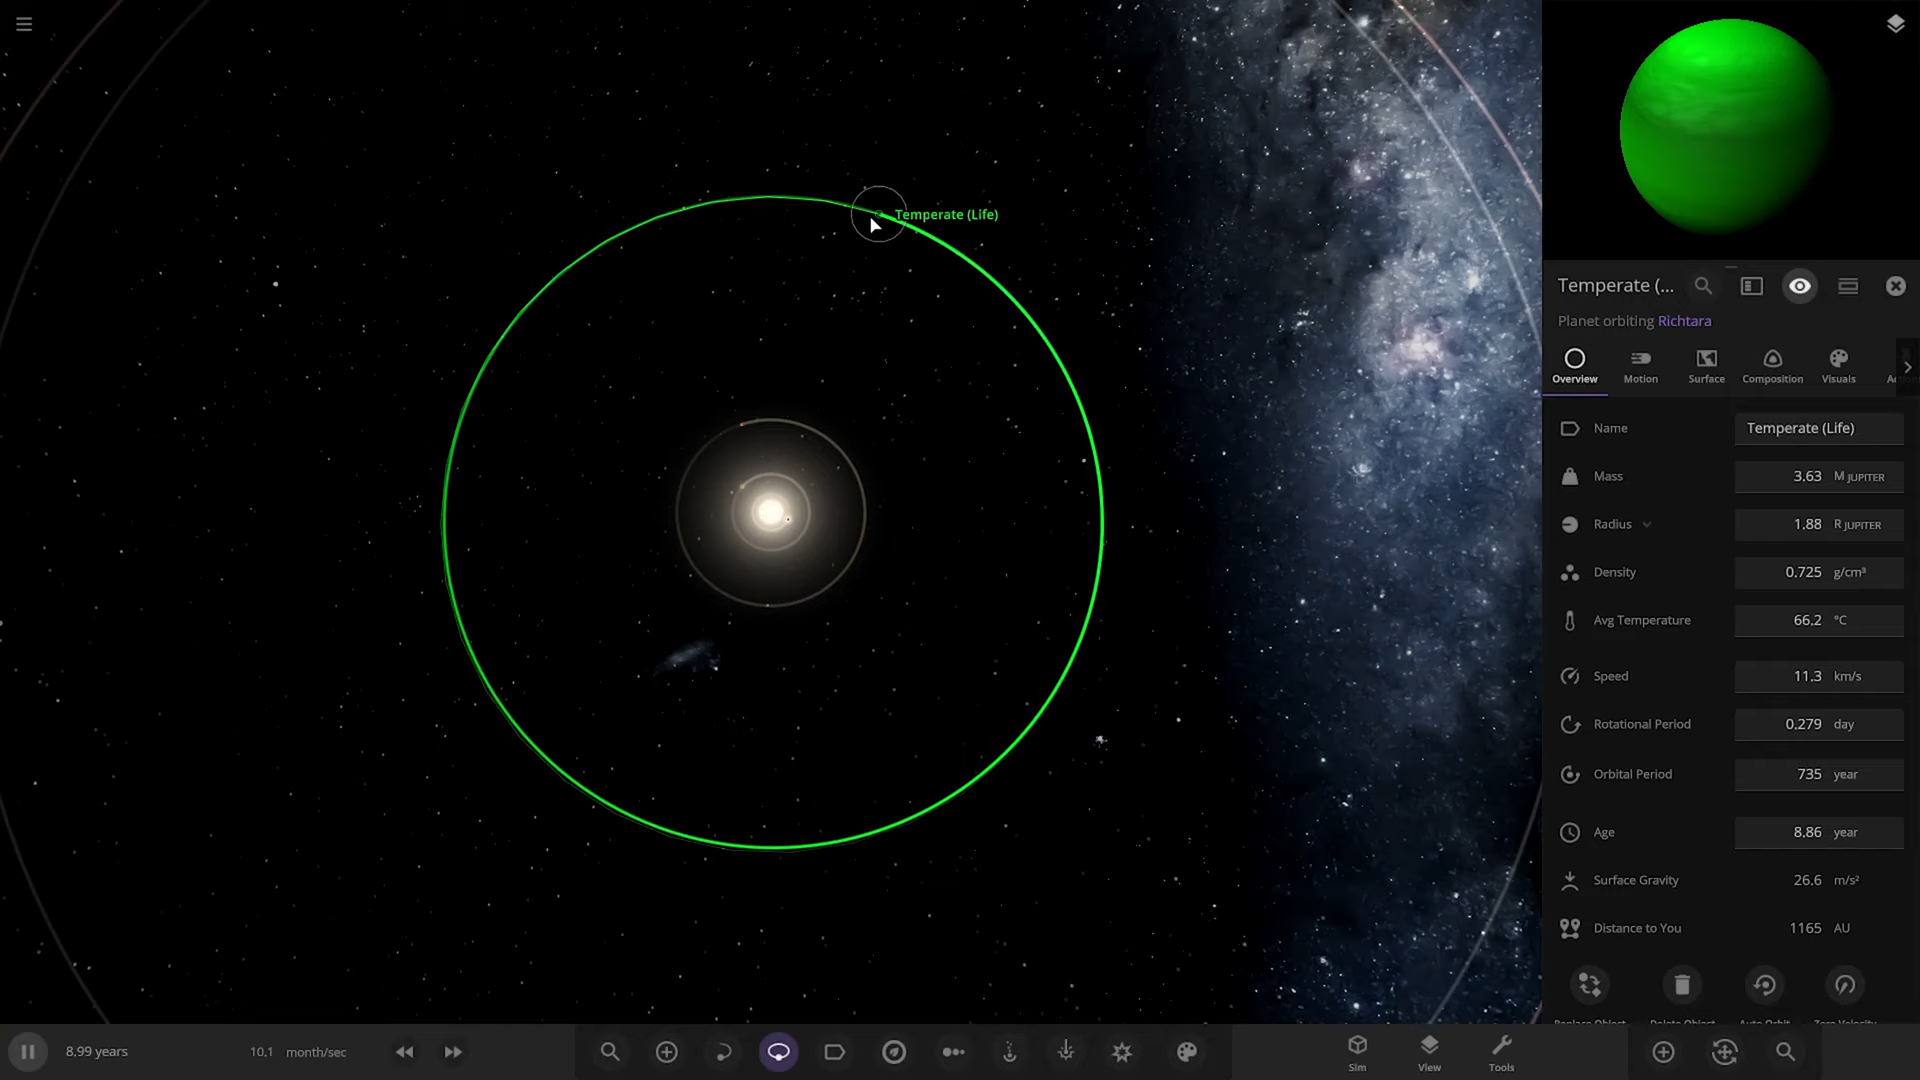 Temperate (Life)
Temperate (...
Planet orbiting Richtara
Overview
Motion
Surface
Composition
Visuals
Name
Temperate (Life)
Mass
3.63 M JUPITER
Radius
1.88 R JUPITER
Density
0.725 g/cm³
Avg Temperature
66.2 °C
Speed
11.3 km/s
Rotational Period
0.279 day
Orbital Period
735 year
Age
8.86 year
Surface Gravity
26.6 m/s²
Distance to You
1165 AU
8.99 years
10.1 month/sec
Sim
View
Tools